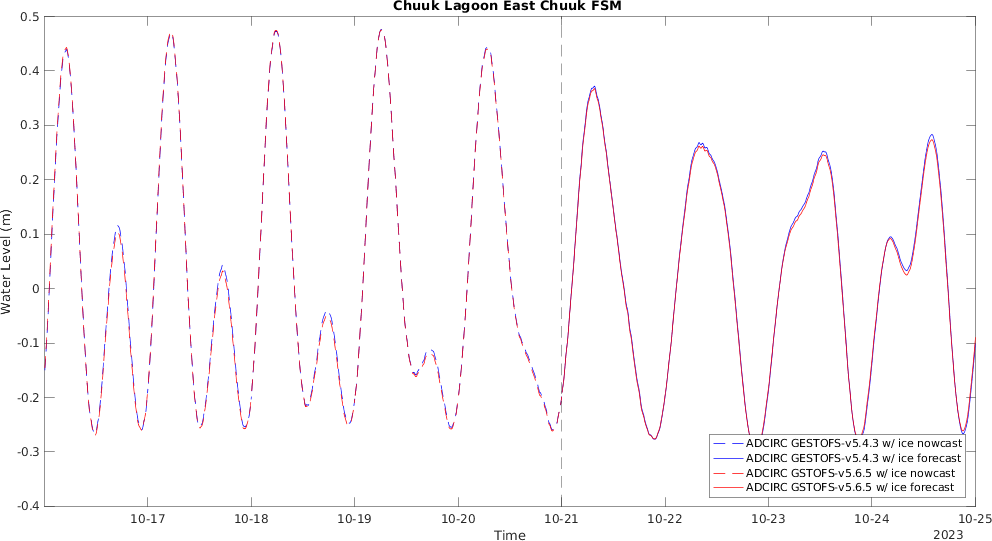 Chuuk Lagoon East Chuuk FSM
0.5
0.4
0.3
0.2
0.1
0
-0.1
-0.2
-0.3
-0.4
Water Level (m)
ADCIRC GESTOFS-v5.4.3 w/ ice nowcast
ADCIRC GESTOFS-v5.4.3 w/ ice forecast
ADCIRC GSTOFS-v5.6.5 w/ ice nowcast
ADCIRC GSTOFS-v5.6.5 w/ ice forecast
10-17 10-18 10-19 10-20 10-21 10-22 10-23 10-24 10-25
Time
2023